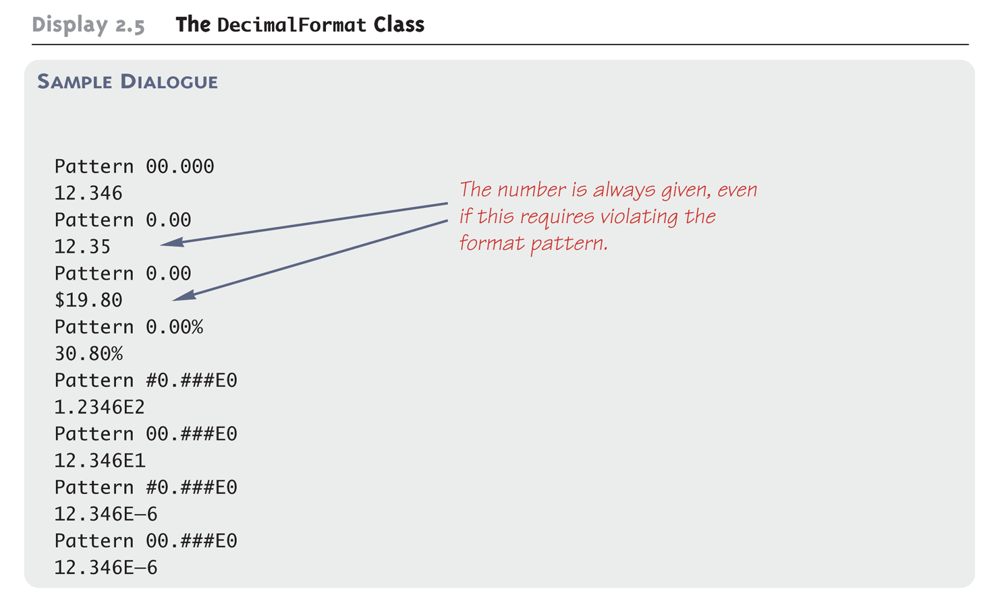 Display 2.5 The DecimalFormat Class
SAMPLE DIALOGUE
Pattern 00.000
12.346
Pattern 0.00
12.35
Pattern 0.00
$19.80
Pattern 0.00%
30.80%
Pattern #0.###E0
1.2346E2
Pattern 00.###E0
12.346E1
Pattern #0.###E0
12.346E–6
Pattern 00.###E0
12.346E–6
The number is always given, even
if this requires violating the
format pattern.